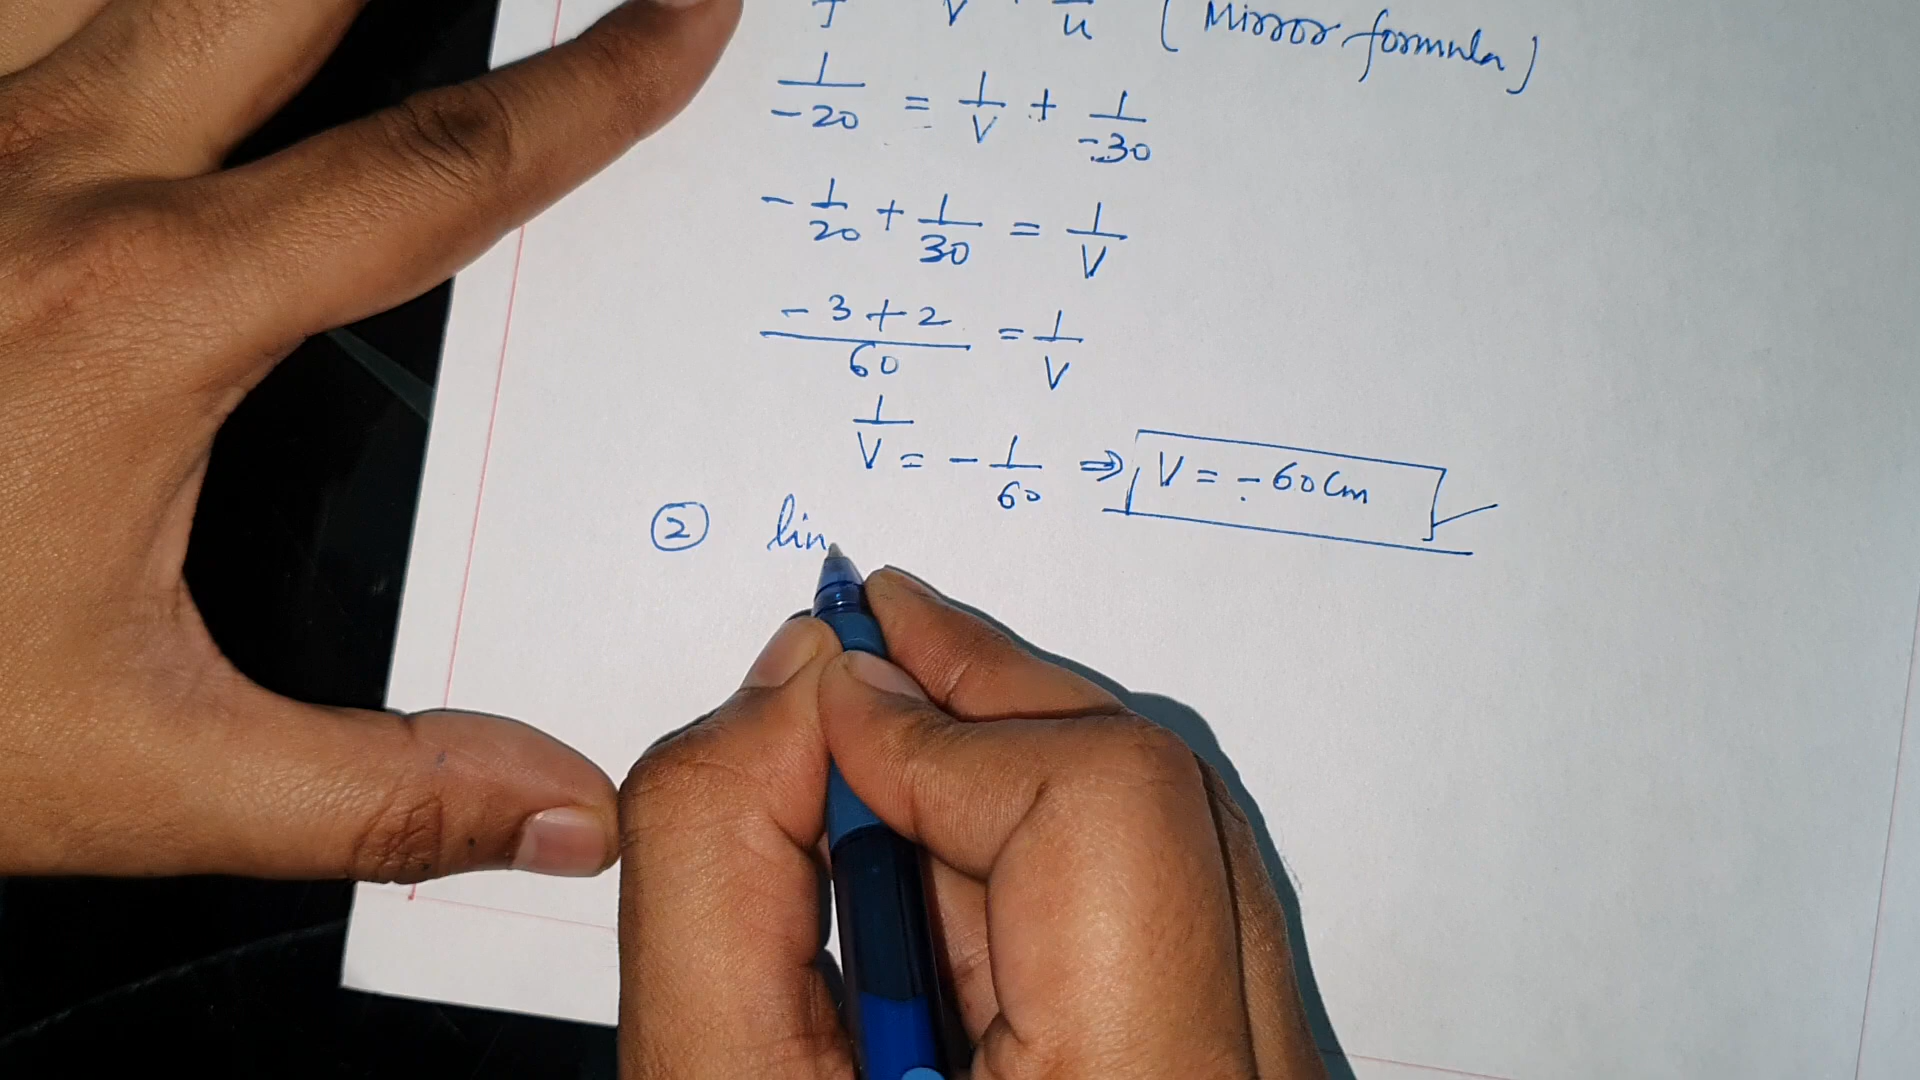 f V u (Mirror formula)
1/-20 = 1/V + 1/-30
- 1/20 + 1/30 = 1/V
- 3 + 2/60 = 1/V
1/V = - 1/60 ⇒ V = - 60 Cm
② lin